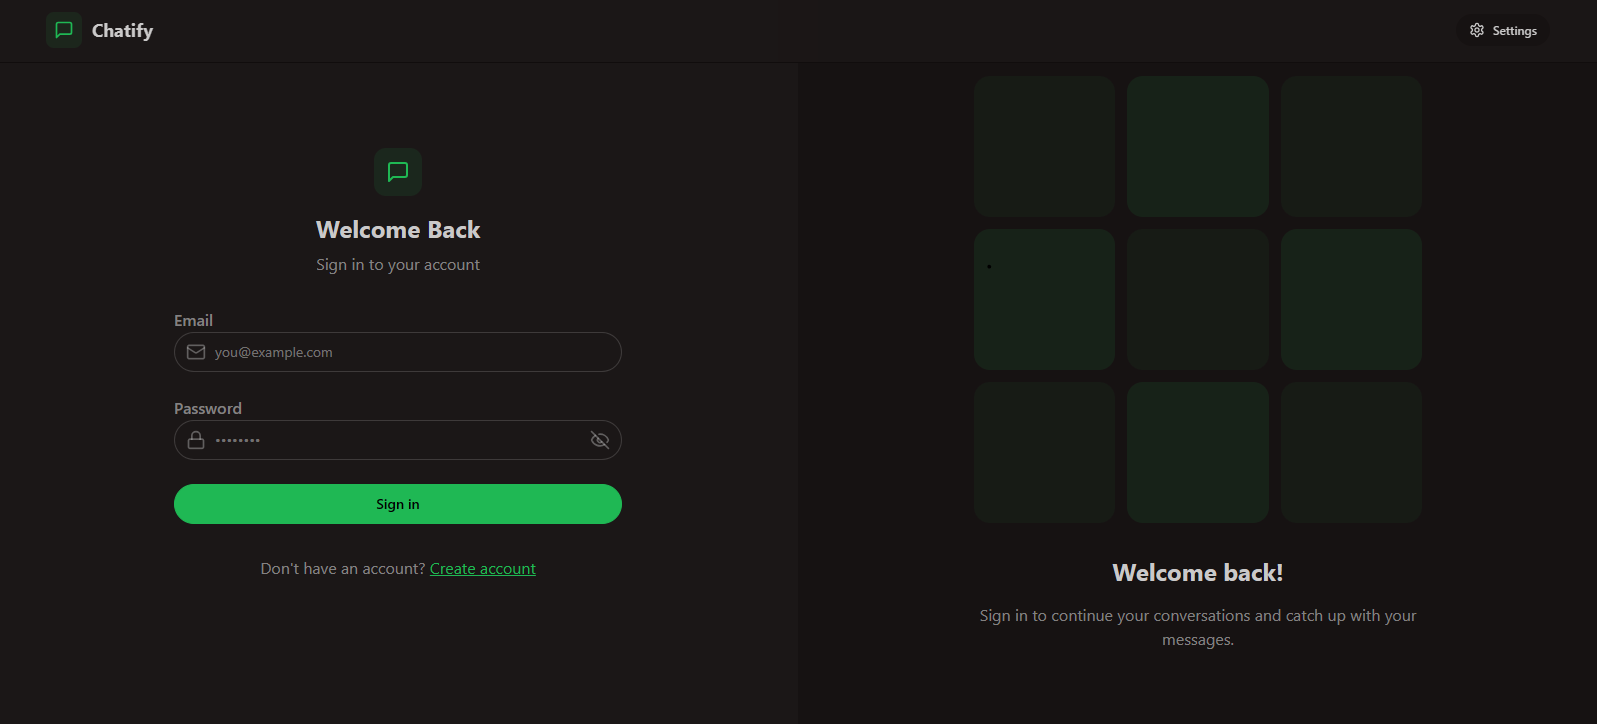 Chatify
Settings
Welcome Back
Sign in to your account
Email
you@example.com
Password
••••••••
Sign in
Don't have an account? Create account
Welcome back!
Sign in to continue your conversations and catch up with your
messages.